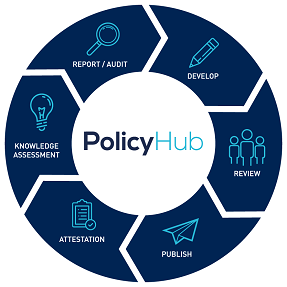 REPORT / AUDIT
DEVELOP
KNOWLEDGE
ASSESSMENT
PolicyHub
REVIEW
ATTESTATION
PUBLISH